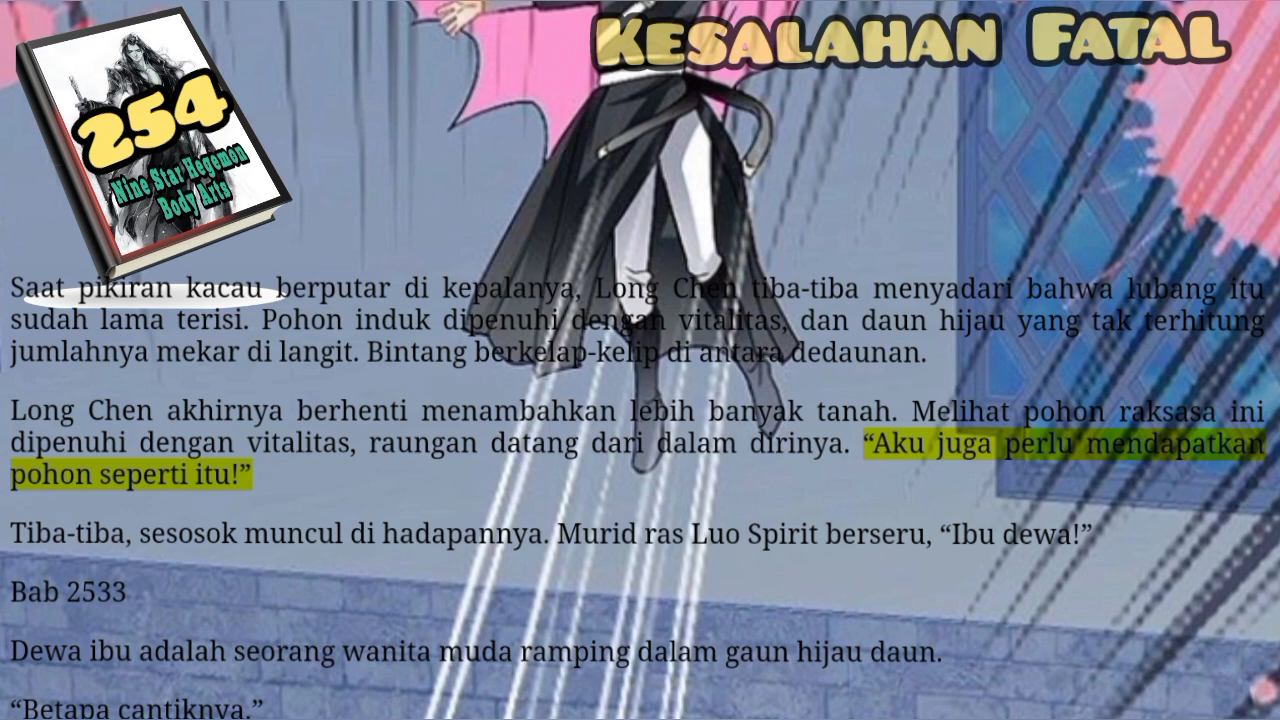 Kesalahan Fatal
254
Nine Star Hegemon
Body Arts
Saat pikiran kacau berputar di kepalanya, Long Chen tiba-tiba menyadari bahwa lubang itu
sudah lama terisi. Pohon induk dipenuhi dengan vitalitas, dan daun hijau yang tak terhitung
jumlahnya mekar di langit. Bintang berkelap-kelip di antara dedaunan.
Long Chen akhirnya berhenti menambahkan lebih banyak tanah. Melihat pohon raksasa ini
dipenuhi dengan vitalitas, raungan datang dari dalam dirinya. “Aku juga perlu mendapatkan
pohon seperti itu!”
Tiba-tiba, sesosok muncul di hadapannya. Murid ras Luo Spirit berseru, “Ibu dewa!”
Bab 2533
Dewa ibu adalah seorang wanita muda ramping dalam gaun hijau daun.
“Betapa cantiknya.”